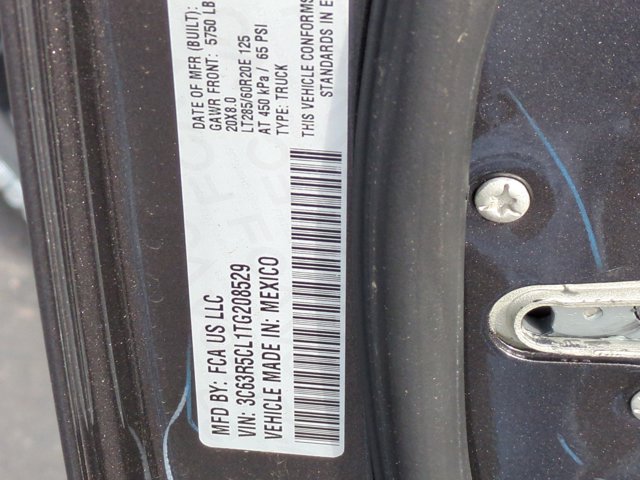 DATE OF MFR (BUILT):
GAWR FRONT: 5750 LB
20X8.0
LT285/60R20E 125
AT 450 kPa / 65 PSI
TYPE: TRUCK
THIS VEHICLE CONFORMS
STANDARDS IN E
MFD BY: FCA US LLC
VIN: 3C63R5CL1TG208529
VEHICLE MADE IN: MEXICO